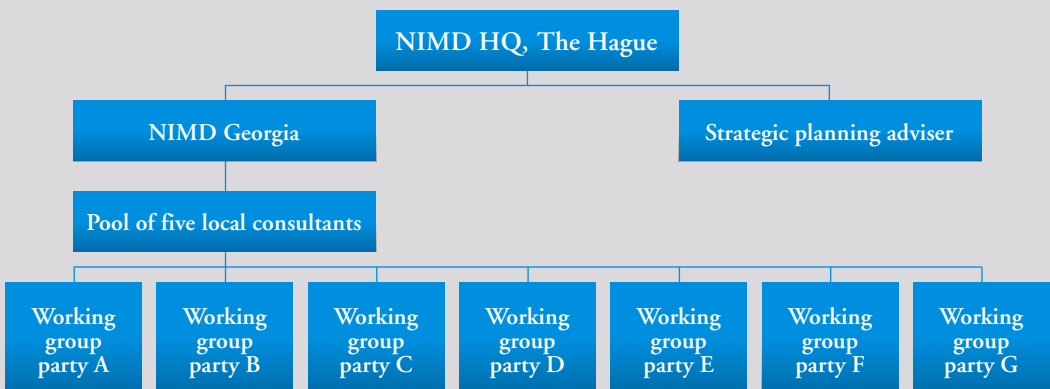 NIMD HQ, The Hague
NIMD Georgia
Strategic planning adviser
Pool of five local consultants
Working
group
party A
Working
group
party B
Working
group
party C
Working
group
party D
Working
group
party E
Working
group
party F
Working
group
party G